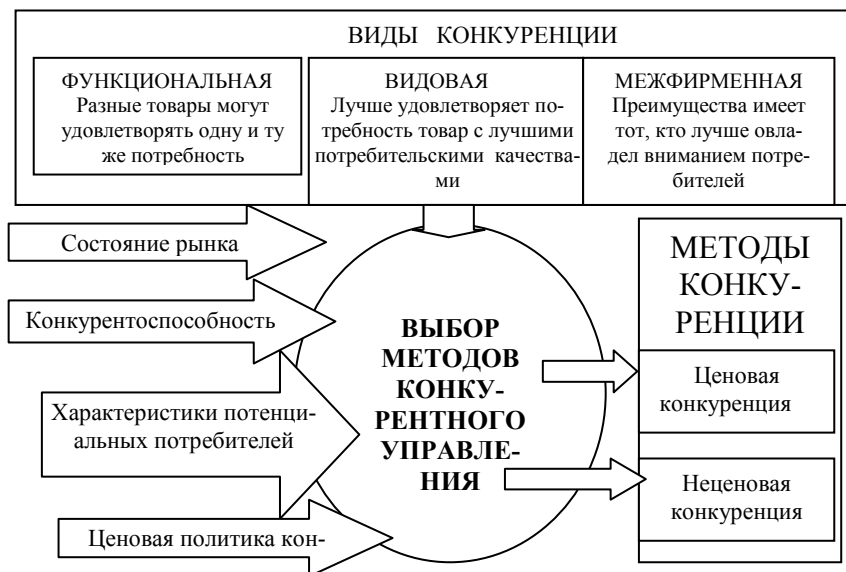 ВИДЫ КОНКУРЕНЦИИ
ФУНКЦИОНАЛЬНАЯ
Разные товары могут
удовлетворять одну и ту
же потребность
ВИДОВАЯ
Лучше удовлетворяет по-
требность товар с лучшими
потребительскими качества-
ми
МЕЖФИРМЕННАЯ
Преимущества имеет
тот, кто лучше овла-
дел вниманием потре-
бителей
Состояние рынка
Конкурентоспособность
Характеристики потенци-
альных потребителей
Ценовая политика кон-
ВЫБОР
МЕТОДОВ
КОНКУ-
РЕНТНОГО
УПРАВЛЕ-
НИЯ
МЕТОДЫ
КОНКУ-
РЕНЦИИ
Ценовая
конкуренция
Неценовая
конкуренция